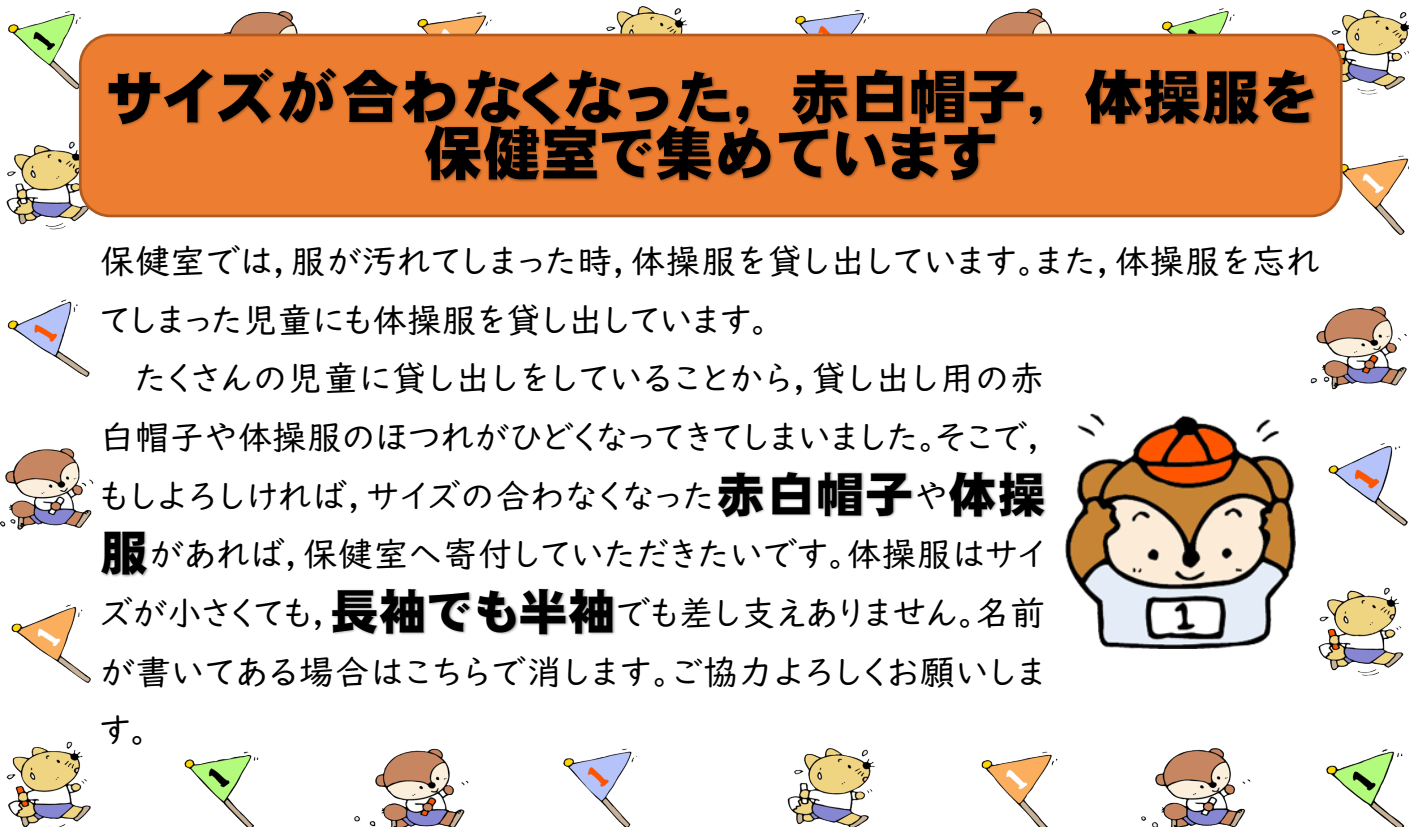 サイズが合わなくなった，赤白帽子，体操服を
保健室で集めています
保健室では，服が汚れてしまった時，体操服を貸し出しています。また，体操服を忘れ
てしまった児童にも体操服を貸し出しています。
　たくさんの児童に貸し出しをしていることから，貸し出し用の赤
白帽子や体操服のほつれがひどくなってきてしまいました。そこで，
もしよろしければ，サイズの合わなくなった赤白帽子や体操
服があれば，保健室へ寄付していただきたいです。体操服はサイ
ズが小さくても，長袖でも半袖でも差し支えありません。名前
が書いてある場合はこちらで消します。ご協力よろしくお願いしま
す。
1
1
1
1
1
1
1
1
1
1
1